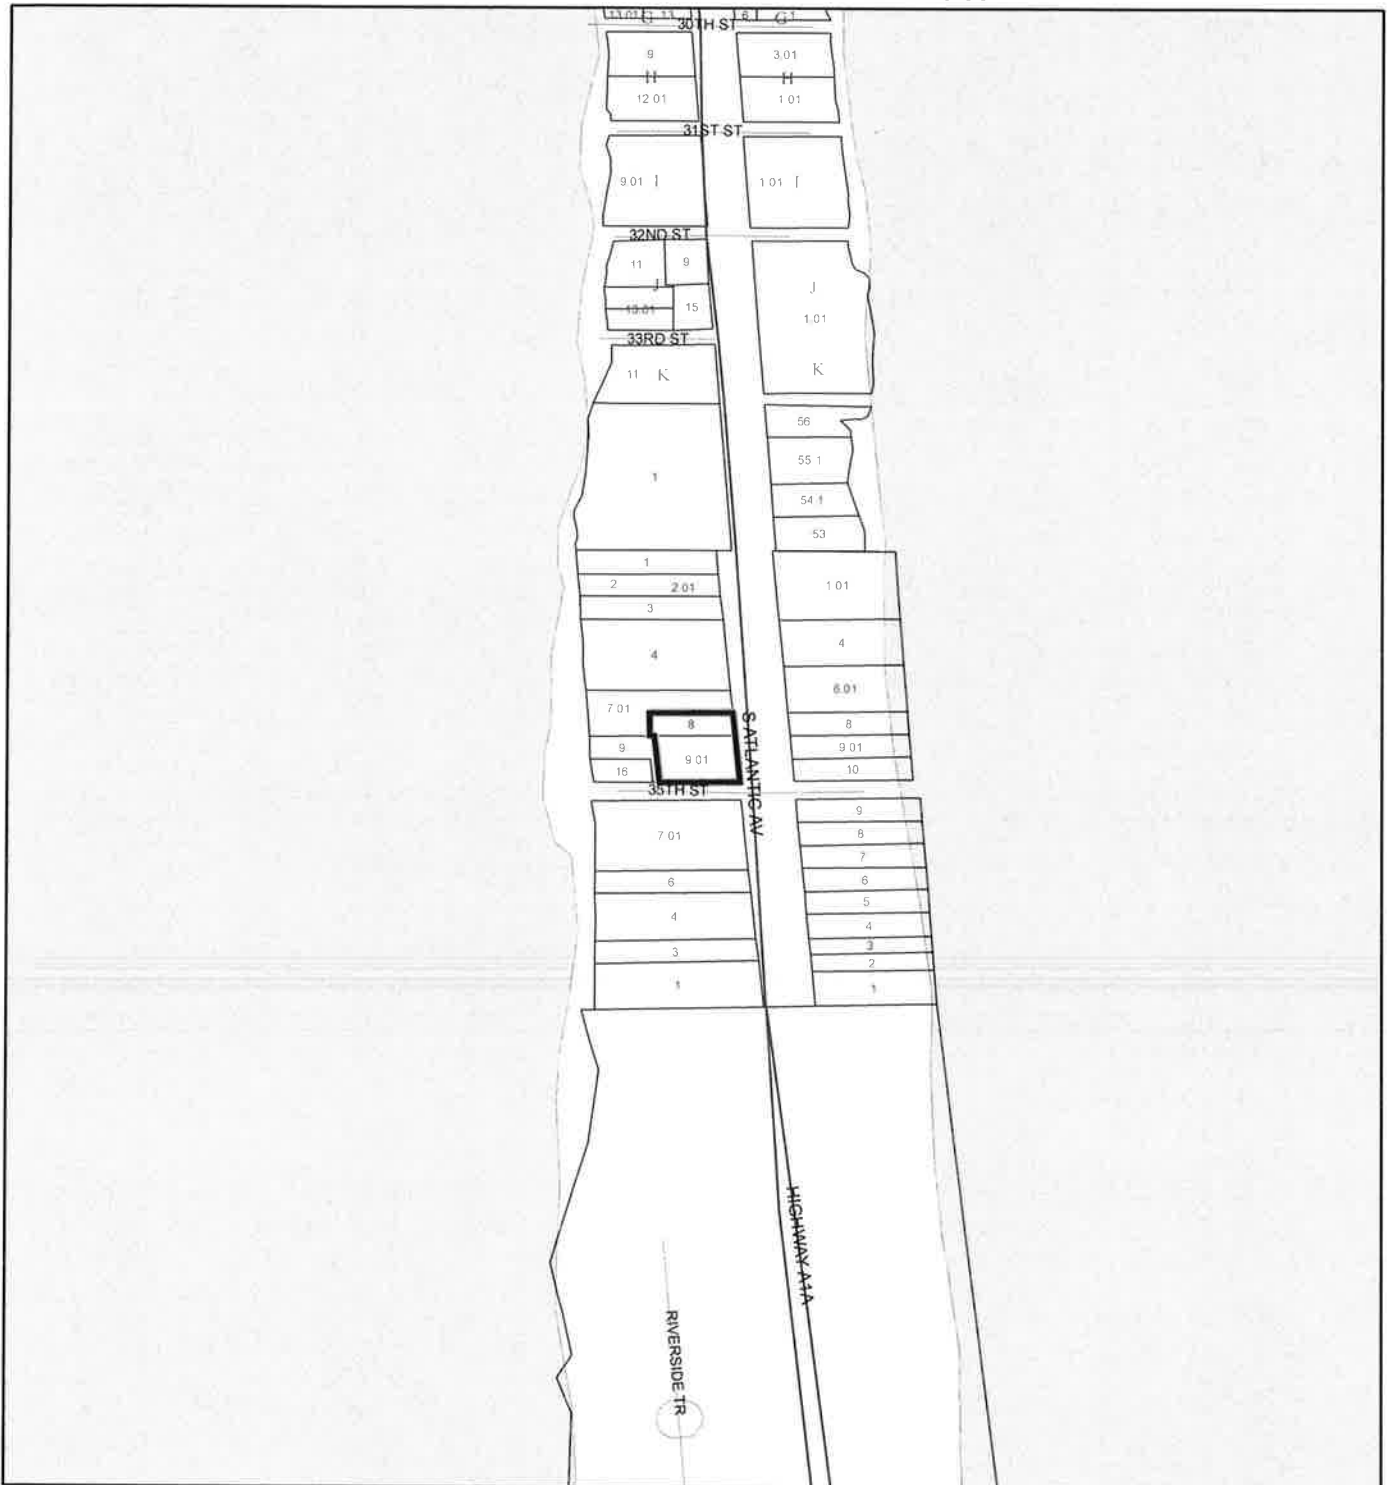 G 13 6 G 1
30TH ST
9 3.01
H H
12 01 1 01
31ST ST
9 01 I 1 01 I
32ND ST
11 9
J J
15
1.01
33RD ST
11 K K
56
55 1
1 54 1
53
1
2 2 01 1 01
3
4 4
6.01
7 01
8 8
9 9 01 9 01
16 10
S ATLANTIC AV
35TH ST
9
7 01 8
7
6 6
5
4 4
3 3
2
1 1
HIGHWAY A1A
RIVERSIDE TR